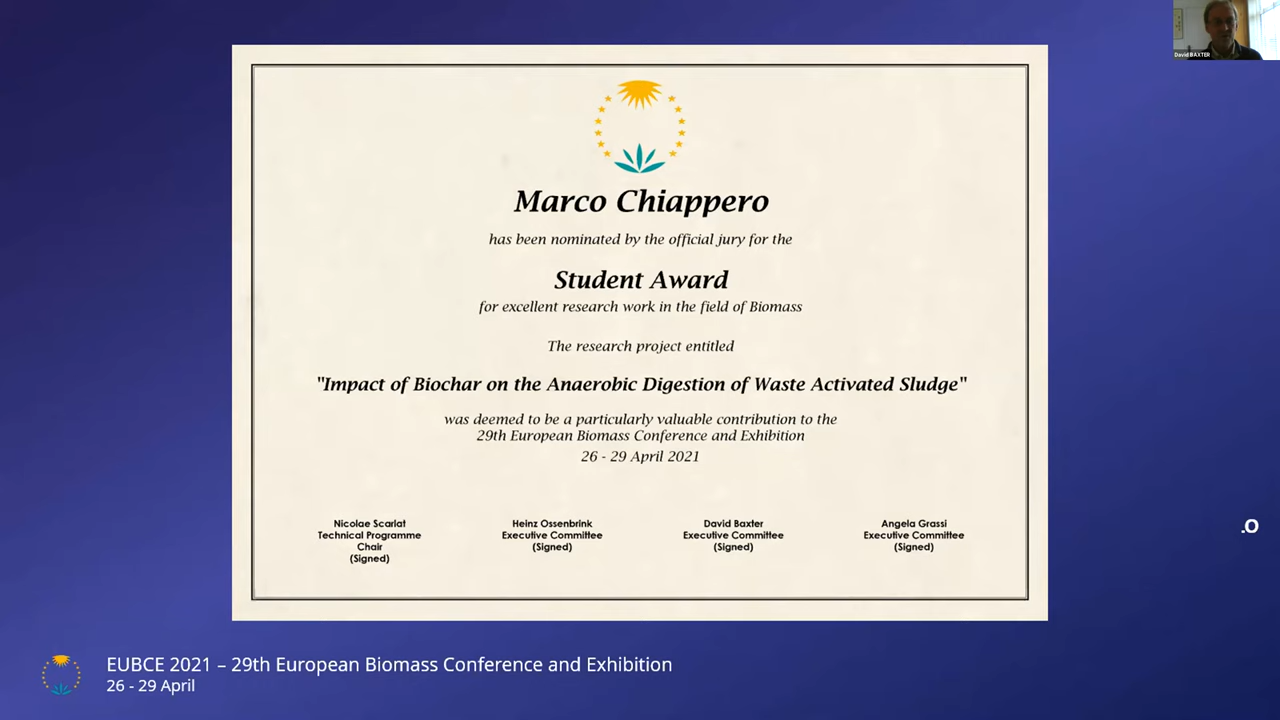 David BAXTER
Marco Chiappero
has been nominated by the official jury for the
Student Award
for excellent research work in the field of Biomass
The research project entitled
"Impact of Biochar on the Anaerobic Digestion of Waste Activated Sludge"
was deemed to be a particularly valuable contribution to the
29th European Biomass Conference and Exhibition
26 - 29 April 2021
Nicolae Scarlat
Technical Programme
Chair
(Signed)
Heinz Ossenbrink
Executive Committee
(Signed)
David Baxter
Executive Committee
(Signed)
Angela Grassi
Executive Committee
(Signed)
.O
EUBCE 2021 – 29th European Biomass Conference and Exhibition
26 - 29 April